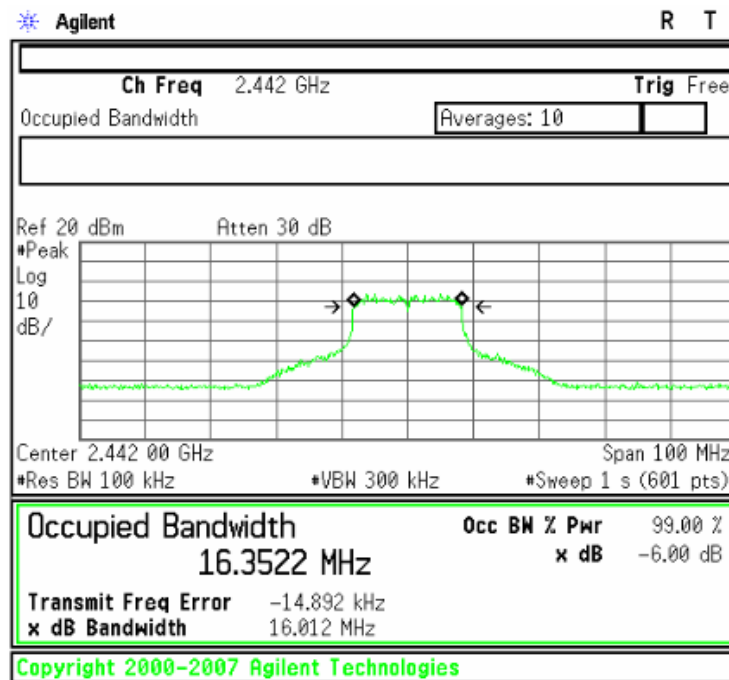 Agilent R T
Ch Freq 2.442 GHz Trig Free
Occupied Bandwidth Averages: 10
Ref 20 dBm Atten 30 dB
#Peak
Log
10
dB/
Center 2.442 00 GHz Span 100 MHz
#Res BW 100 kHz #VBW 300 kHz #Sweep 1 s (601 pts)
Occupied Bandwidth Occ BW % Pwr 99.00 %
16.3522 MHz x dB -6.00 dB
Transmit Freq Error -14.892 kHz
x dB Bandwidth 16.012 MHz
Copyright 2000-2007 Agilent Technologies